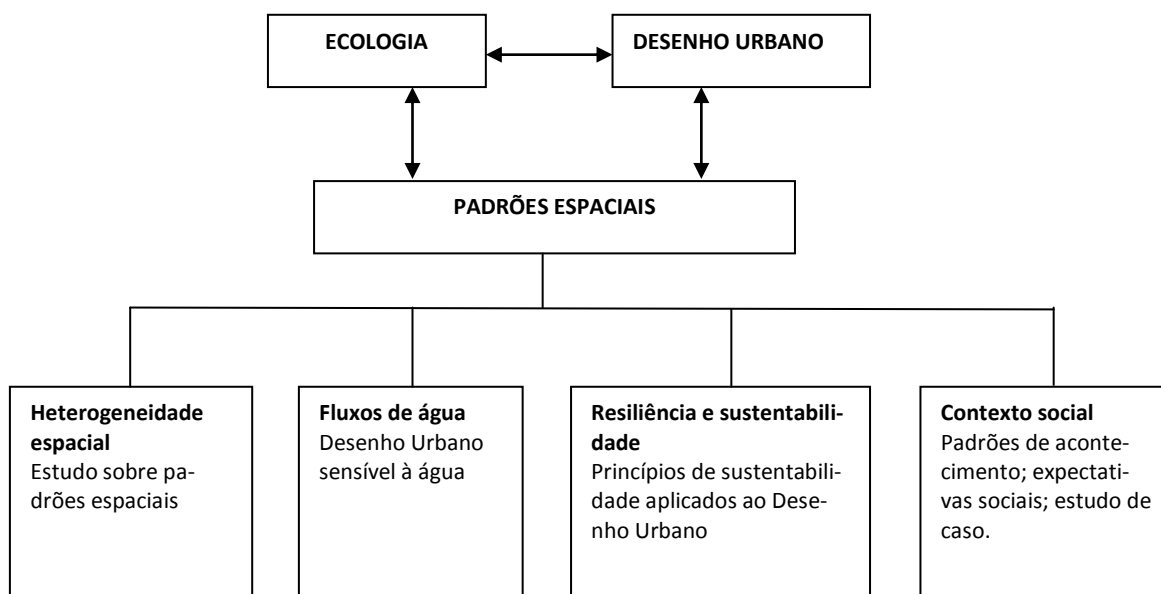 ECOLOGIA
DESENHO URBANO
PADRÕES ESPACIAIS
Heterogeneidade
espacial
Estudo sobre pa-
drões espaciais
Fluxos de água
Desenho Urbano
sensível à água
Resiliência e sustentabili-
dade
Princípios de sustentabili-
dade aplicados ao Dese-
nho Urbano
Contexto social
Padrões de aconte-
cimento; expectati-
vas sociais; estudo de
caso.